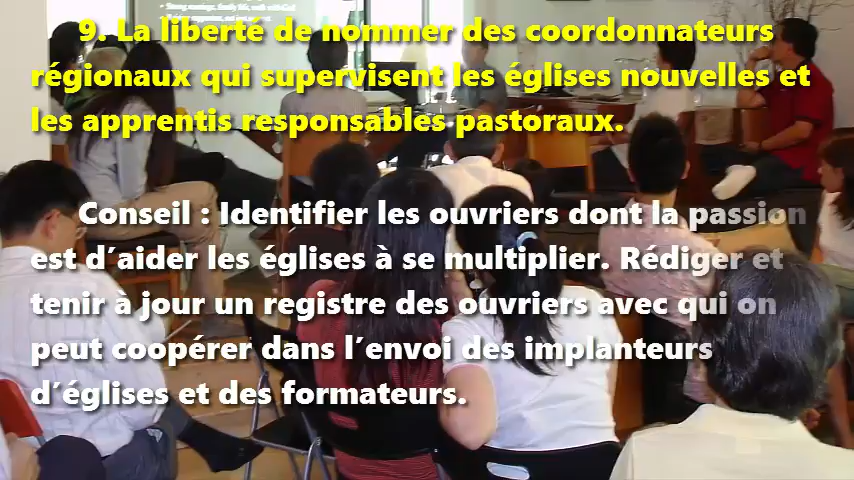 9. La liberté de nommer des coordonnateurs
régionaux qui supervisent les églises nouvelles et
les apprentis responsables pastoraux.
Conseil : Identifier les ouvriers dont la passion
est d’aider les églises à se multiplier. Rédiger et
tenir à jour un registre des ouvriers avec qui on
peut coopérer dans l’envoi des implanteurs
d’églises et des formateurs.